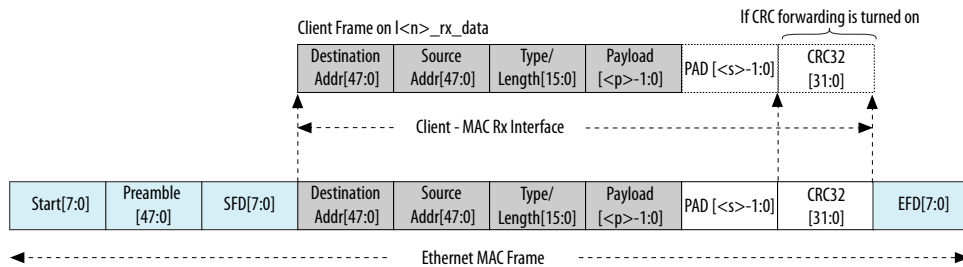 If CRC forwarding is turned on
Client Frame on l<n>_rx_data
Destination
Addr[47:0]
Source
Addr[47:0]
Type/
Length[15:0]
Payload
[<p>-1:0]
PAD [<s>-1:0]
CRC32
[31:0]
Client - MAC Rx Interface
Start[7:0]
Preamble
[47:0]
SFD[7:0]
Destination
Addr[47:0]
Source
Addr[47:0]
Type/
Length[15:0]
Payload
[<p>-1:0]
PAD [<s>-1:0]
CRC32
[31:0]
EFD[7:0]
Ethernet MAC Frame